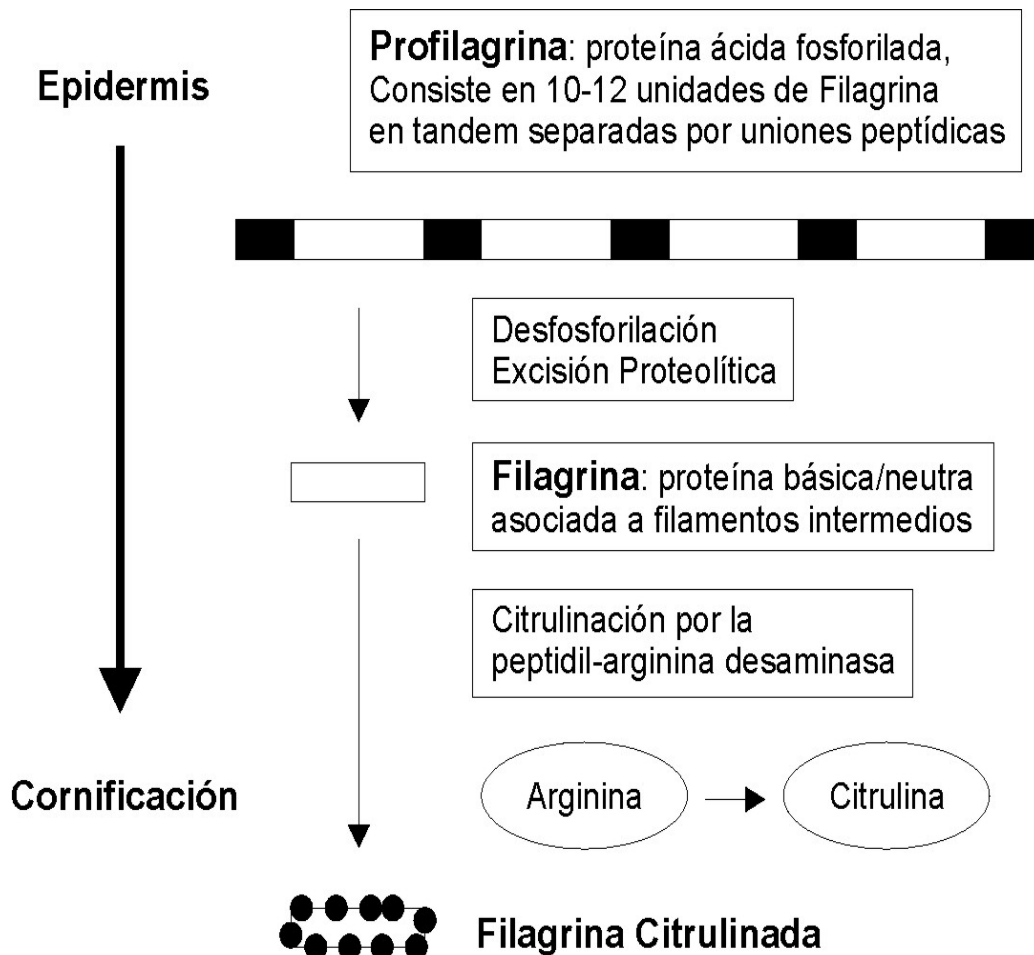 Epidermis
Profilagrina: proteína ácida fosforilada,
Consiste en 10-12 unidades de Filagrina
en tandem separadas por uniones peptídicas
Desfosforilación
Excisión Proteolítica
Filagrina: proteína básica/neutra
asociada a filamentos intermedios
Citrulinación por la
peptidil-arginina desaminasa
Cornificación
Arginina
Citrulina
Filagrina Citrulinada